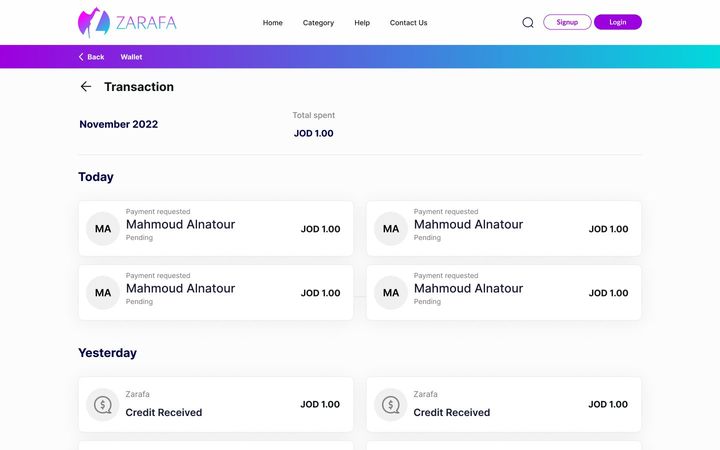 ZARAFA
Home Category Help Contact Us
Signup Login
Back Wallet
Transaction
November 2022
Total spent
JOD 1.00
Today
Payment requested
MA Mahmoud Alnatour JOD 1.00
Pending
Payment requested
MA Mahmoud Alnatour JOD 1.00
Pending
Payment requested
MA Mahmoud Alnatour JOD 1.00
Pending
Payment requested
MA Mahmoud Alnatour JOD 1.00
Pending
Yesterday
Zarafa
Credit Received JOD 1.00
Zarafa
Credit Received JOD 1.00